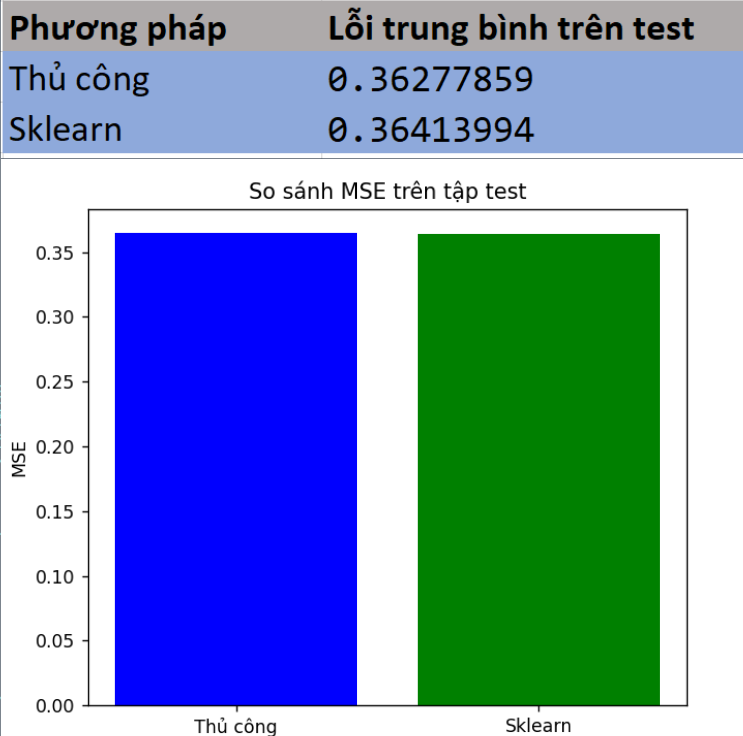 Phương pháp Lỗi trung bình trên test
Thủ công 0.36277859
Sklearn 0.36413994
So sánh MSE trên tập test
0.35
0.30
0.25
0.20
0.15
0.10
0.05
0.00
MSE
Thủ công Sklearn